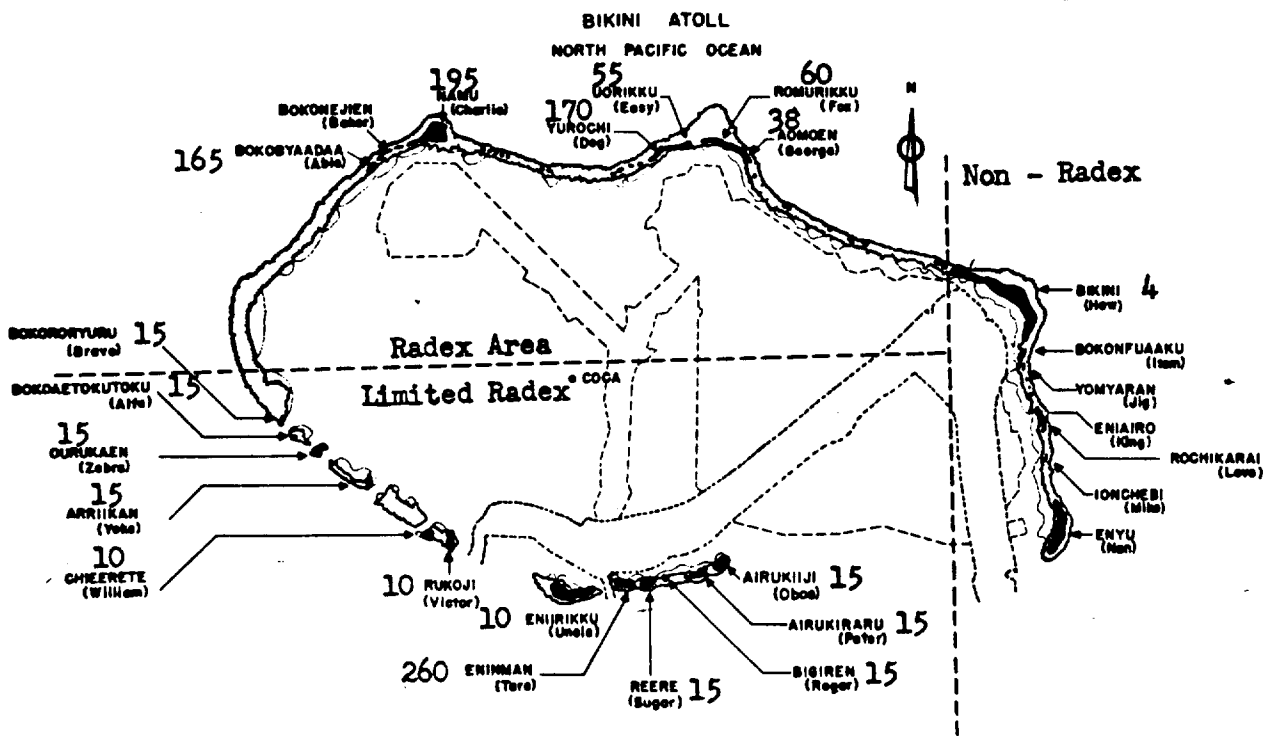 BIKINI ATOLL
NORTH PACIFIC OCEAN
195
NAMU
(Charlie)
55
UORIKKU
(Easy)
60
ROMURIKKU
(Fox)
N
BOKONEJIEN
(Baker)
170
YUROCHI
(Dog)
38
AOMOEN
(George)
165
BOKOBYAADAA
(Able)
Non - Radex
BIKINI
(How)
4
BOKORORYURU
(Bravo)
15
Radex Area
BOKONFUAAKU
(Item)
Limited Radex
COCA
BOKDAETOKUTOKU
(Alfa)
15
YOMYARAN
(Jig)
ENIAIRO
(King)
15
OURUKAEN
(Zebra)
ROCHIKARAI
(Love)
15
ARRIIKAN
(Yoke)
IONCHEBI
(Mike)
10
CHIEERETE
(William)
ENYU
(Nan)
10
RUKOJI
(Victor)
10
ENIIRIKKU
(Uncle)
AIRUKIIJI
(Oboe)
15
AIRUKIRARU
(Peter)
15
260
ENINMAN
(Tare)
REERE
(Sugar)
15
BIGIREN
(Roger)
15